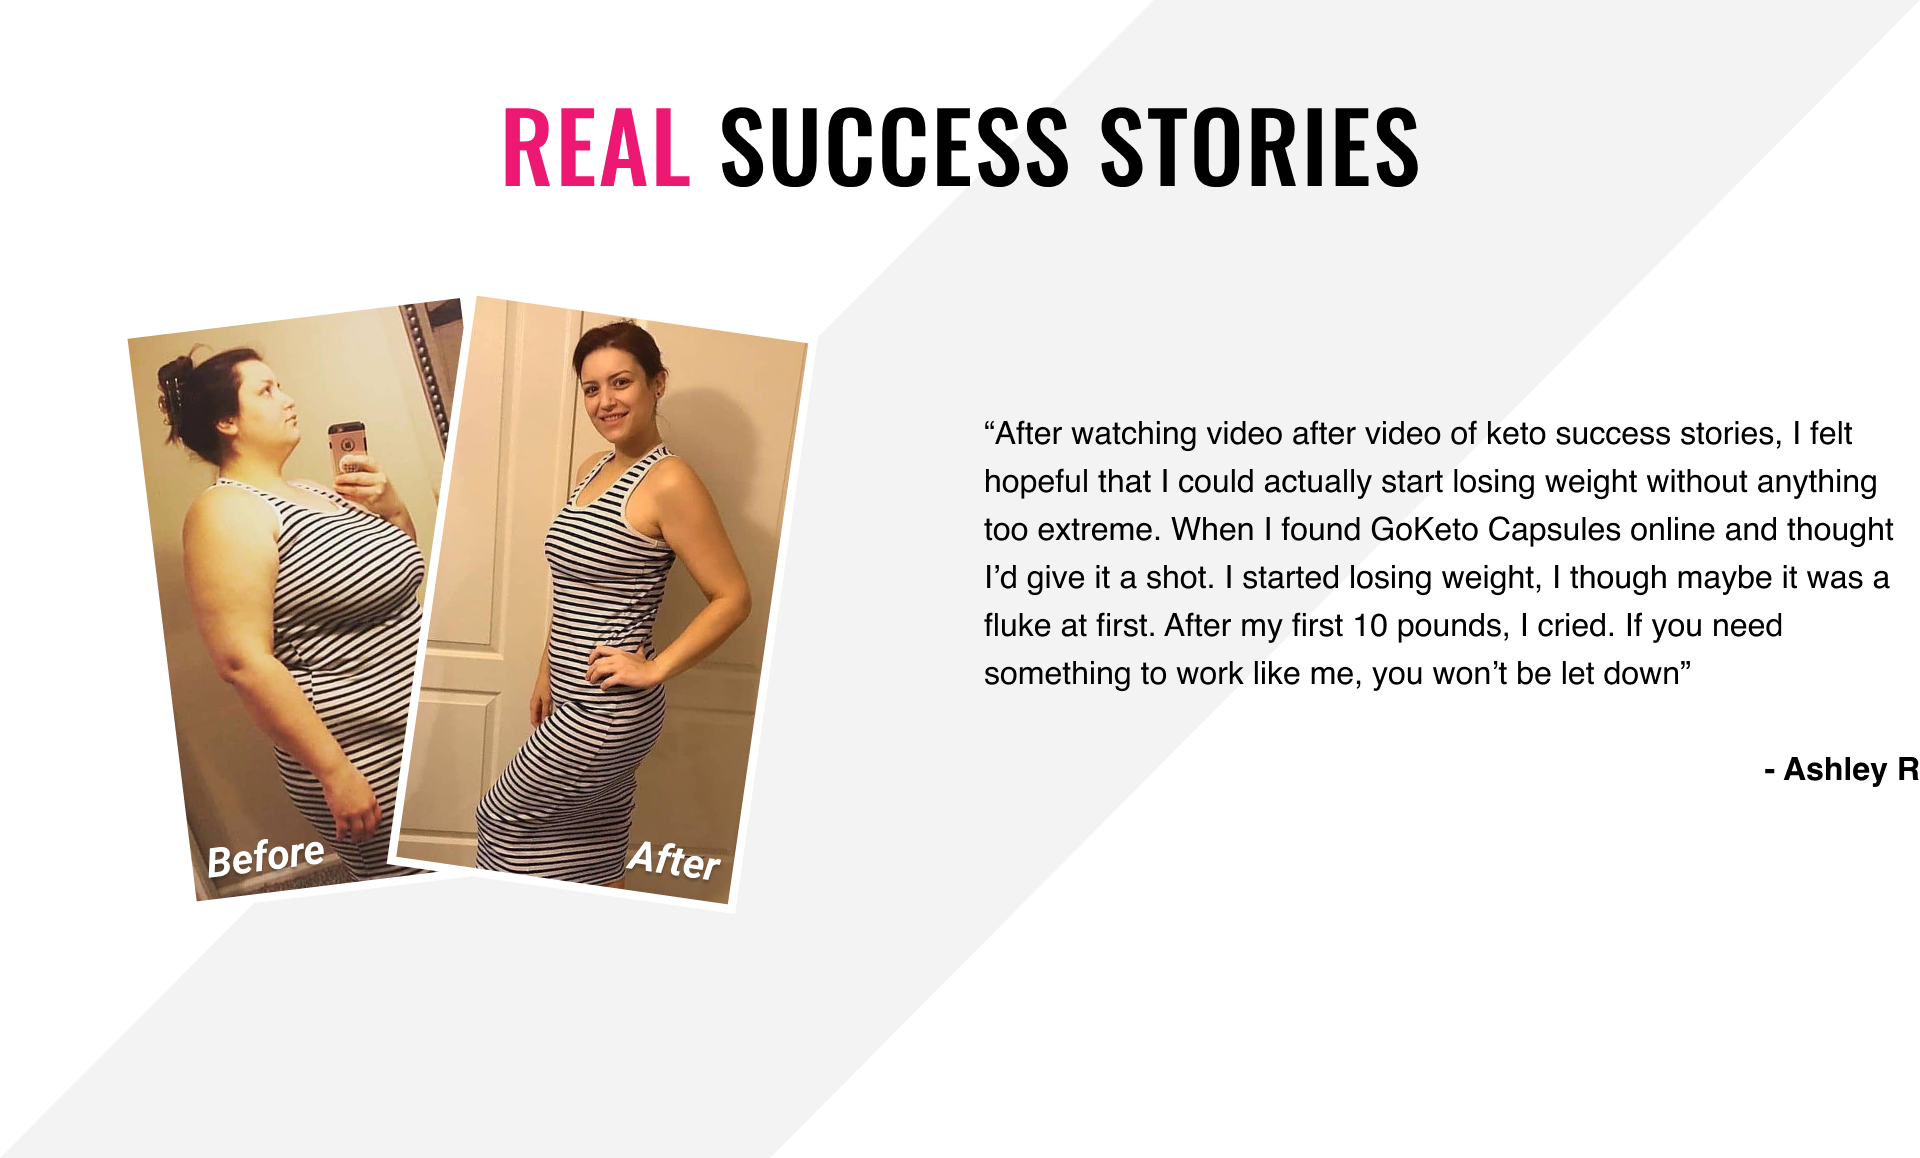 REAL SUCCESS STORIES
“After watching video after video of keto success stories, I felt
hopeful that I could actually start losing weight without anything
too extreme. When I found GoKeto Capsules online and thought
I’d give it a shot. I started losing weight, I though maybe it was a
fluke at first. After my first 10 pounds, I cried. If you need
something to work like me, you won’t be let down”
- Ashley R
Before
After